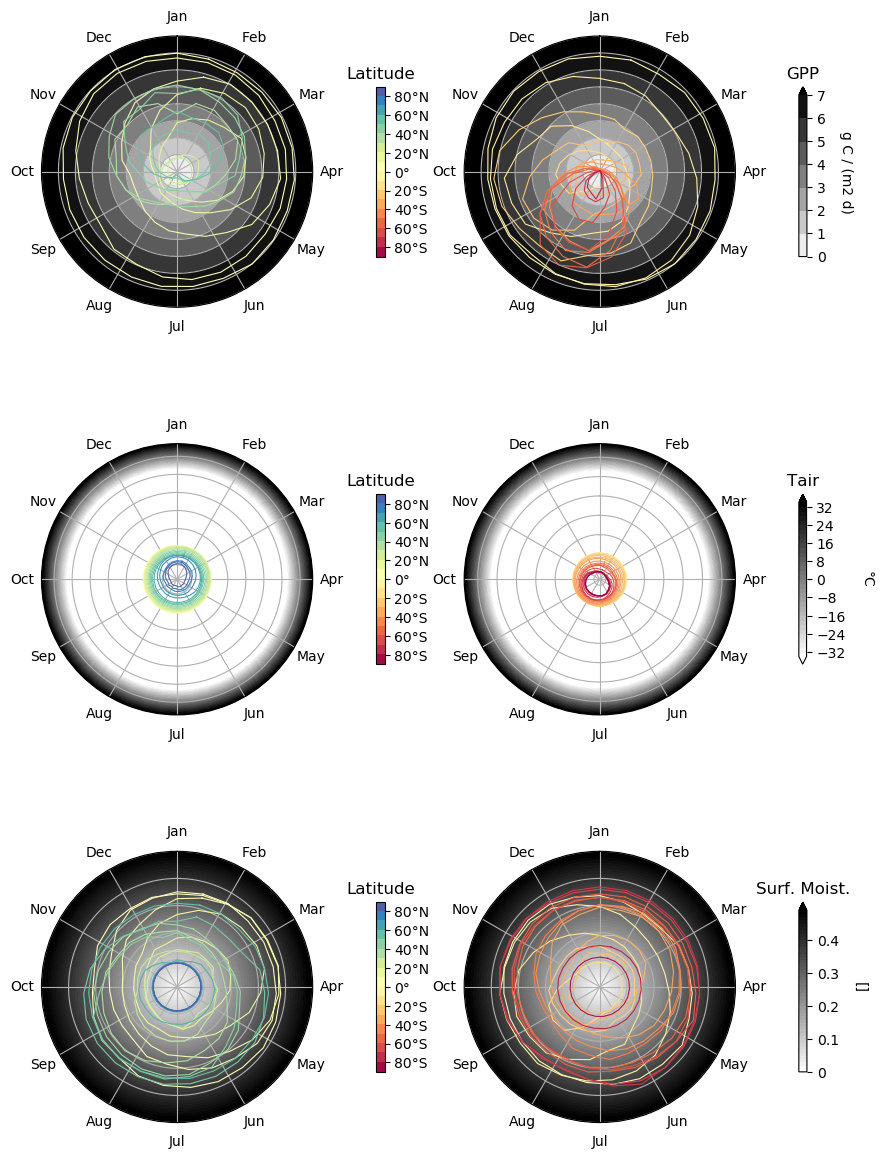 Jan
Feb
Mar
Apr
May
Jun
Jul
Aug
Sep
Oct
Nov
Dec
Latitude
80°N
60°N
40°N
20°N
0°
20°S
40°S
60°S
80°S
Jan
Feb
Mar
Apr
May
Jun
Jul
Aug
Sep
Oct
Nov
Dec
GPP
7
6
5
4
3
2
1
0
g C / (m2 d)
Jan
Feb
Mar
Apr
May
Jun
Jul
Aug
Sep
Oct
Nov
Dec
Latitude
80°N
60°N
40°N
20°N
0°
20°S
40°S
60°S
80°S
Jan
Feb
Mar
Apr
May
Jun
Jul
Aug
Sep
Oct
Nov
Dec
Tair
32
24
16
8
0
−8
−16
−24
−32
°C
Jan
Feb
Mar
Apr
May
Jun
Jul
Aug
Sep
Oct
Nov
Dec
Latitude
80°N
60°N
40°N
20°N
0°
20°S
40°S
60°S
80°S
Jan
Feb
Mar
Apr
May
Jun
Jul
Aug
Sep
Oct
Nov
Dec
Surf. Moist.
0.4
0.3
0.2
0.1
0
[]